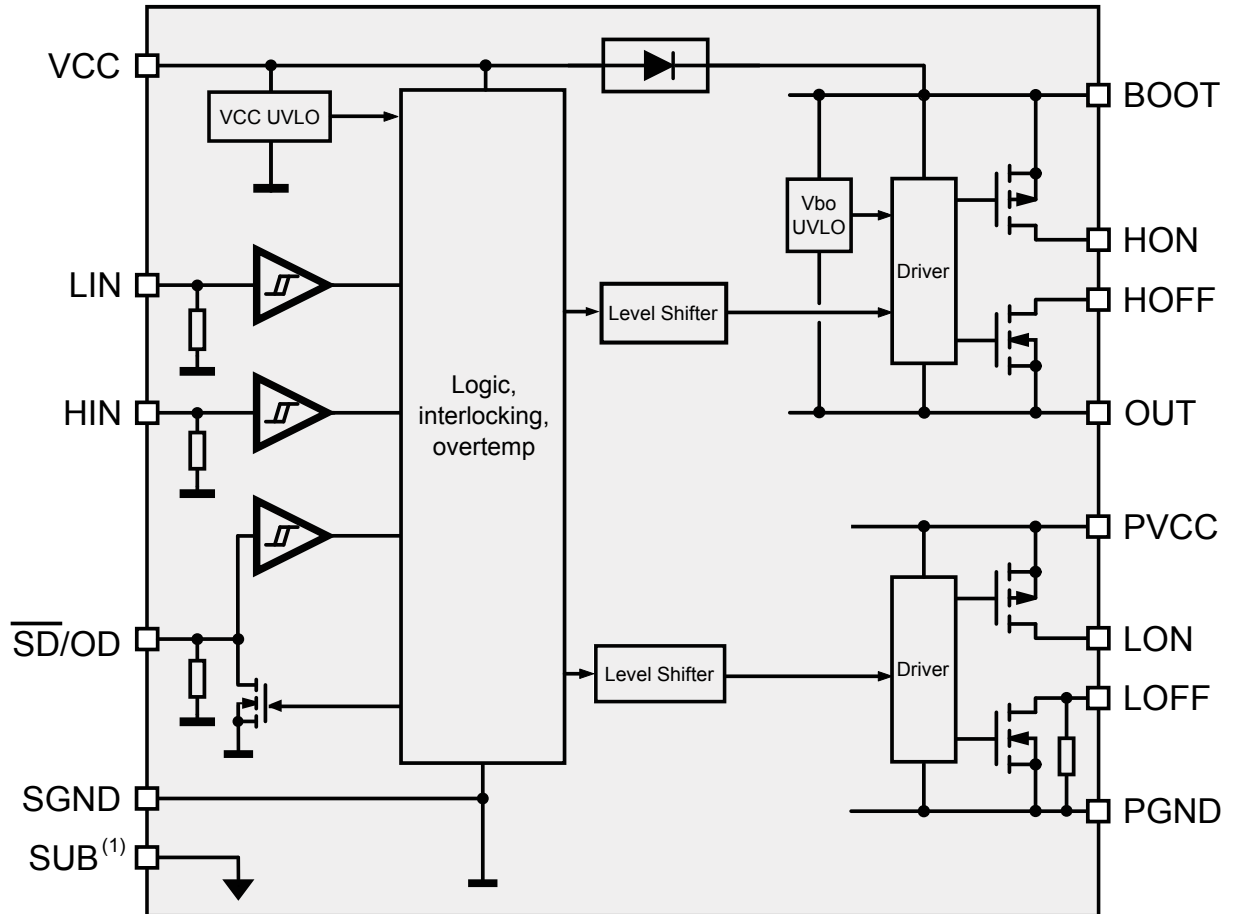 VCC
VCC UVLO
LIN
HIN
SD/OD
SGND
SUB(1)
Logic,
interlocking,
overtemp
Level Shifter
Level Shifter
Vbo
UVLO
Driver
Driver
BOOT
HON
HOFF
OUT
PVCC
LON
LOFF
PGND